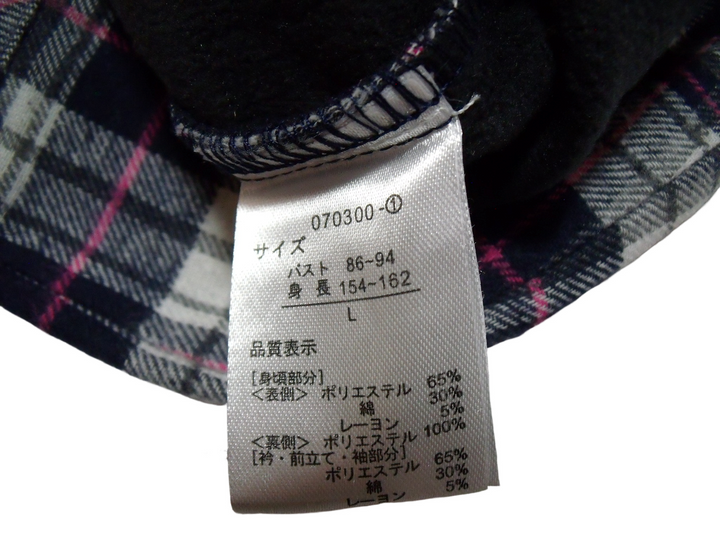 070300-①
サイズ
バスト 86~94
身長 154~162
L
品質表示
[身頃部分]
<表側> ポリエステル 65%
綿 30%
レーヨン 5%
<裏側> ポリエステル 100%
[衿・前立て・袖部分]
ポリエステル 65%
綿 30%
レーヨン 5%